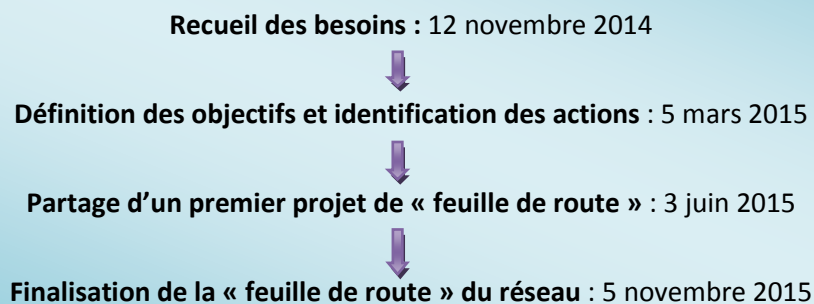 Recueil des besoins : 12 novembre 2014
Définition des objectifs et identification des actions : 5 mars 2015
Partage d’un premier projet de « feuille de route » : 3 juin 2015
Finalisation de la « feuille de route » du réseau : 5 novembre 2015